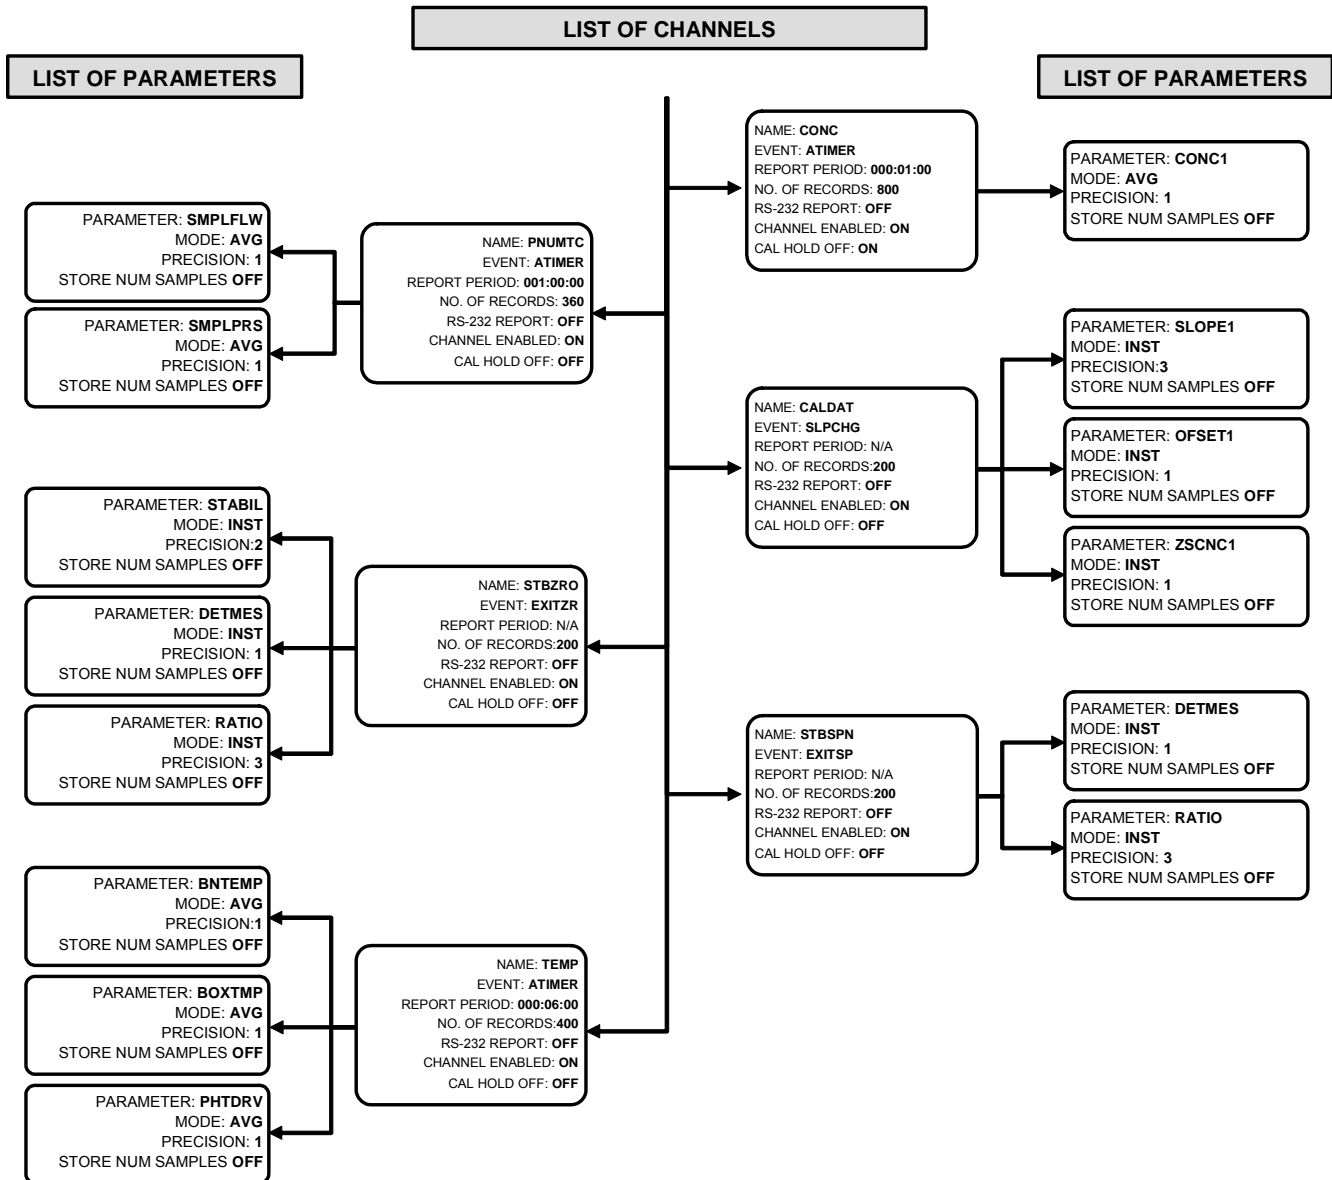 LIST OF CHANNELS
LIST OF PARAMETERS
LIST OF PARAMETERS
PARAMETER: SMPLFLW
MODE: AVG
PRECISION: 1
STORE NUM SAMPLES OFF
PARAMETER: SMPLPRS
MODE: AVG
PRECISION: 1
STORE NUM SAMPLES OFF
NAME: PNUMTC
EVENT: ATIMER
REPORT PERIOD: 001:00:00
NO. OF RECORDS: 360
RS-232 REPORT: OFF
CHANNEL ENABLED: ON
CAL HOLD OFF: OFF
NAME: CONC
EVENT: ATIMER
REPORT PERIOD: 000:01:00
NO. OF RECORDS: 800
RS-232 REPORT: OFF
CHANNEL ENABLED: ON
CAL HOLD OFF: ON
PARAMETER: CONC1
MODE: AVG
PRECISION: 1
STORE NUM SAMPLES OFF
PARAMETER: STABIL
MODE: INST
PRECISION:2
STORE NUM SAMPLES OFF
PARAMETER: DETMES
MODE: INST
PRECISION: 1
STORE NUM SAMPLES OFF
PARAMETER: RATIO
MODE: INST
PRECISION: 3
STORE NUM SAMPLES OFF
NAME: STBZRO
EVENT: EXITZR
REPORT PERIOD: N/A
NO. OF RECORDS:200
RS-232 REPORT: OFF
CHANNEL ENABLED: ON
CAL HOLD OFF: OFF
NAME: CALDAT
EVENT: SLPCHG
REPORT PERIOD: N/A
NO. OF RECORDS:200
RS-232 REPORT: OFF
CHANNEL ENABLED: ON
CAL HOLD OFF: OFF
PARAMETER: SLOPE1
MODE: INST
PRECISION:3
STORE NUM SAMPLES OFF
PARAMETER: OFSET1
MODE: INST
PRECISION: 1
STORE NUM SAMPLES OFF
PARAMETER: ZSCNC1
MODE: INST
PRECISION: 1
STORE NUM SAMPLES OFF
PARAMETER: BNTEMP
MODE: AVG
PRECISION:1
STORE NUM SAMPLES OFF
PARAMETER: BOXTMP
MODE: AVG
PRECISION: 1
STORE NUM SAMPLES OFF
PARAMETER: PHTDRV
MODE: AVG
PRECISION: 1
STORE NUM SAMPLES OFF
NAME: TEMP
EVENT: ATIMER
REPORT PERIOD: 000:06:00
NO. OF RECORDS:400
RS-232 REPORT: OFF
CHANNEL ENABLED: ON
CAL HOLD OFF: OFF
NAME: STBSPN
EVENT: EXITSP
REPORT PERIOD: N/A
NO. OF RECORDS:200
RS-232 REPORT: OFF
CHANNEL ENABLED: ON
CAL HOLD OFF: OFF
PARAMETER: DETMES
MODE: INST
PRECISION: 1
STORE NUM SAMPLES OFF
PARAMETER: RATIO
MODE: INST
PRECISION: 3
STORE NUM SAMPLES OFF